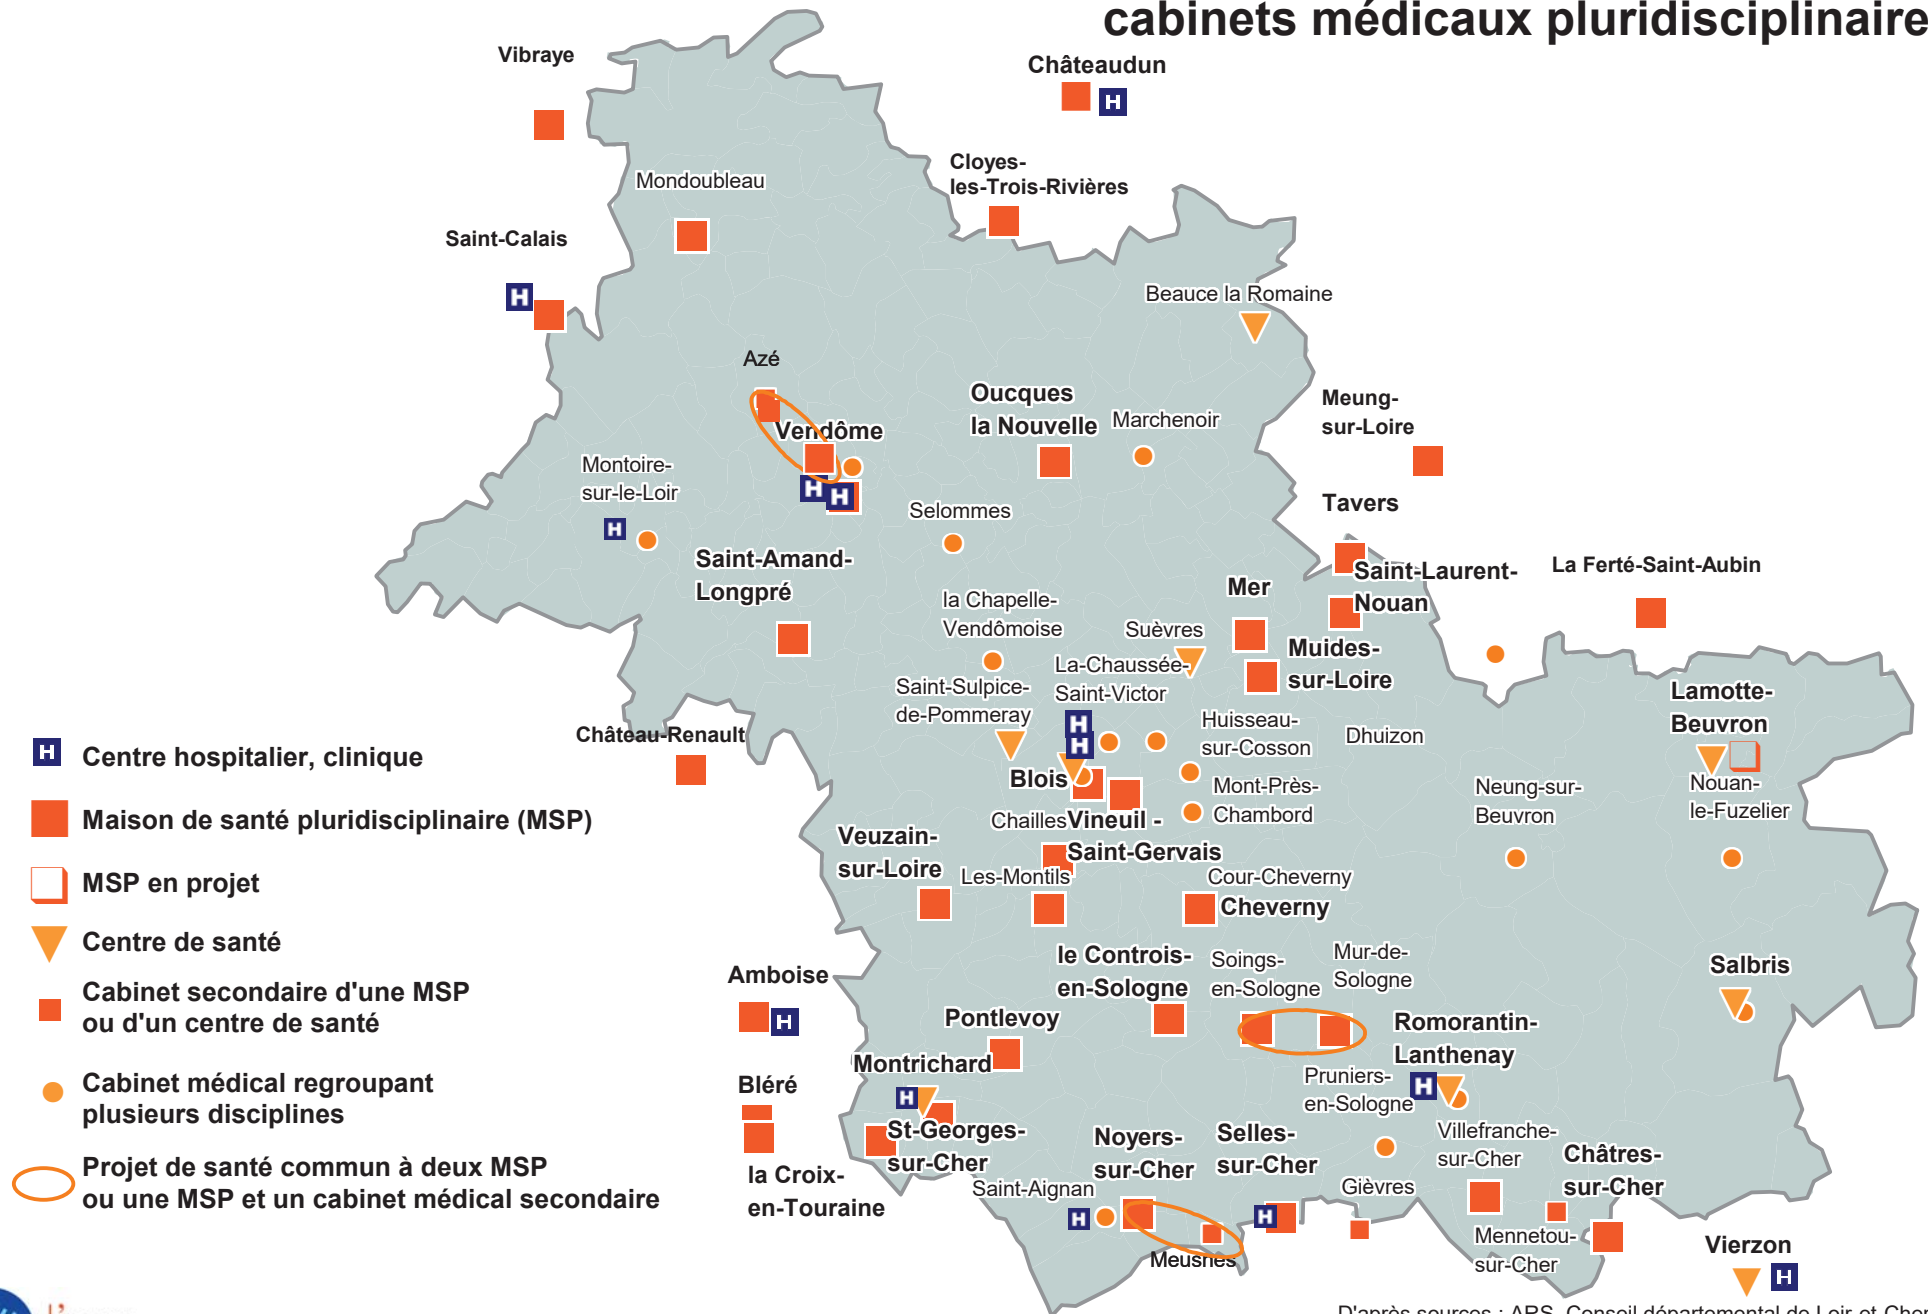 cabinets médicaux pluridisciplinaire
Vibraye
Châteaudun
H
Cloyes-
les-Trois-Rivières
Mondoubleau
Saint-Calais
H
Beauce la Romaine
Azé
Oucques
la Nouvelle
Marchenoir
Meung-
sur-Loire
Vendôme
H
H
Montoire-
sur-le-Loir
H
Selommes
Tavers
Saint-Amand-
Longpré
Saint-Laurent-
Nouan
La Ferté-Saint-Aubin
Mer
la Chapelle-
Vendômoise
Suèvres
Muides-
sur-Loire
La-Chaussée-
Saint-Victor
Saint-Sulpice-
de-Pommeray
Lamotte-
Beuvron
Huisseau-
sur-Cosson
Dhuizon
Château-Renault
H
H
Blois
Mont-Près-
Chambord
Neung-sur-
Beuvron
Nouan-
le-Fuzelier
Chailles
Vineuil -
Saint-Gervais
Veuzain-
sur-Loire
Les-Montils
Cour-Cheverny
Cheverny
le Controis-
en-Sologne
Soings-
en-Sologne
Mur-de-
Sologne
Salbris
Amboise
H
Pontlevoy
Romorantin-
Lanthenay
H
Montrichard
H
Pruniers-
en-Sologne
Bléré
St-Georges-
sur-Cher
Noyers-
sur-Cher
Selles-
sur-Cher
H
Villefranche-
sur-Cher
Châtres-
sur-Cher
la Croix-
en-Touraine
Saint-Aignan
H
Gièvres
Meusnes
Mennetou-
sur-Cher
Vierzon
H
H Centre hospitalier, clinique
Maison de santé pluridisciplinaire (MSP)
MSP en projet
Centre de santé
Cabinet secondaire d'une MSP
ou d'un centre de santé
Cabinet médical regroupant
plusieurs disciplines
Projet de santé commun à deux MSP
ou une MSP et un cabinet médical secondaire
D'après sources : ARS, Conseil départemental de Loir-et-Cher